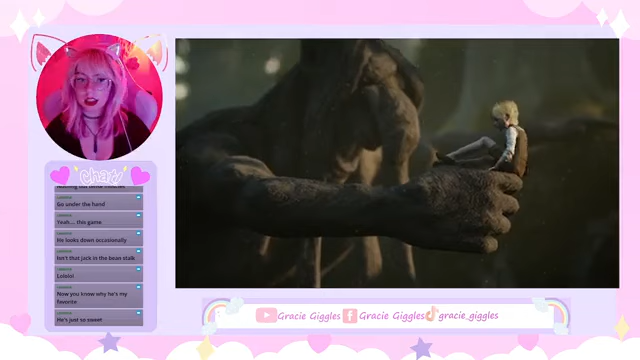 Chat!
Go under the hand
Yeah.... this game
He looks down occasionally
Isn't that jack in the bean stalk
Lololol
Now you know why he's my
favorite
He's just so sweet
Gracie Giggles Gracie Giggles gracie_giggles